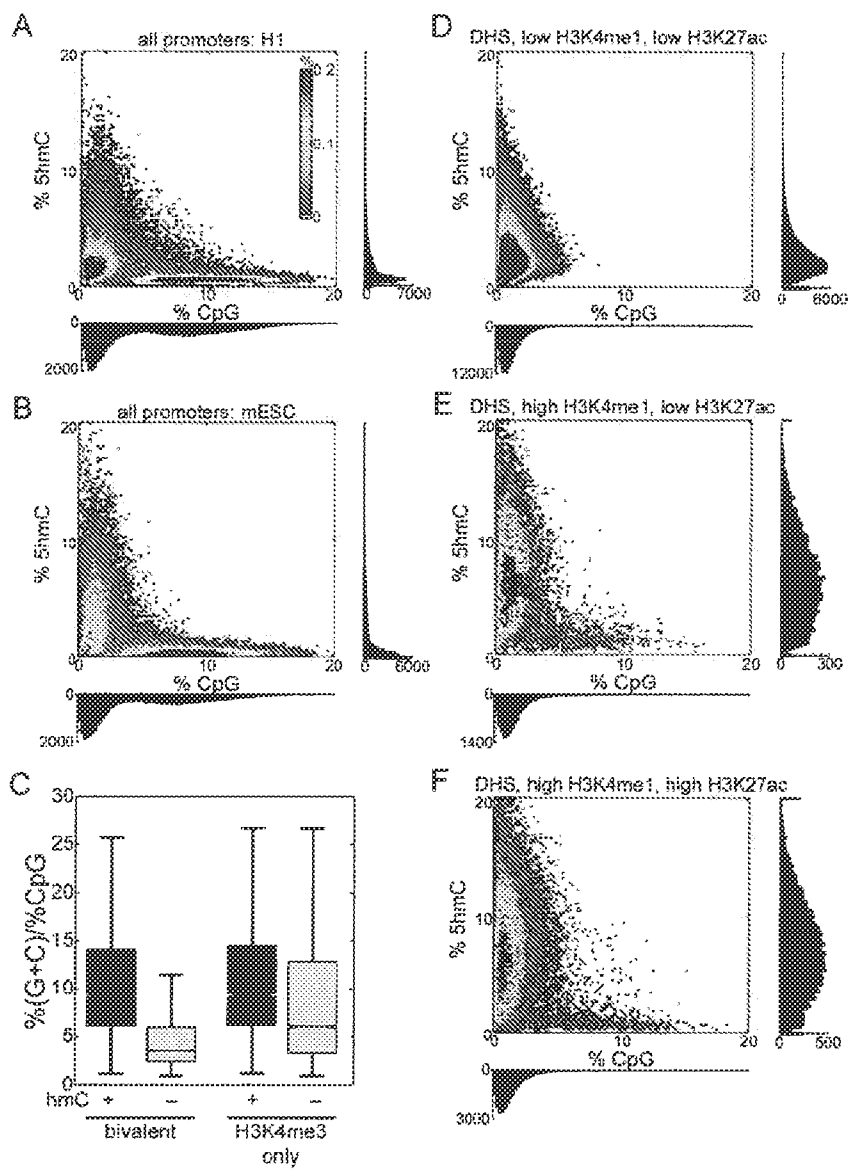 A
all promoters: H1
20
10
0
% 5hmC
%
0.2
0.1
0
0
10
20
% CpG
0
7000
0
2000
B
all promoters: mESC
20
10
0
% 5hmC
0
10
20
% CpG
0
6000
0
2000
C
30
25
20
15
10
5
0
%(G+C)/%CpG
hmC + − + −
bivalent
H3K4me3
only
D
DHS, low H3K4me1, low H3K27ac
20
10
0
% 5hmC
0
10
20
% CpG
0
6000
0
12000
E
DHS, high H3K4me1, low H3K27ac
20
10
0
% 5hmC
0
10
20
% CpG
0
300
0
1400
F
DHS, high H3K4me1, high H3K27ac
20
10
0
% 5hmC
0
10
20
% CpG
0
500
0
3000